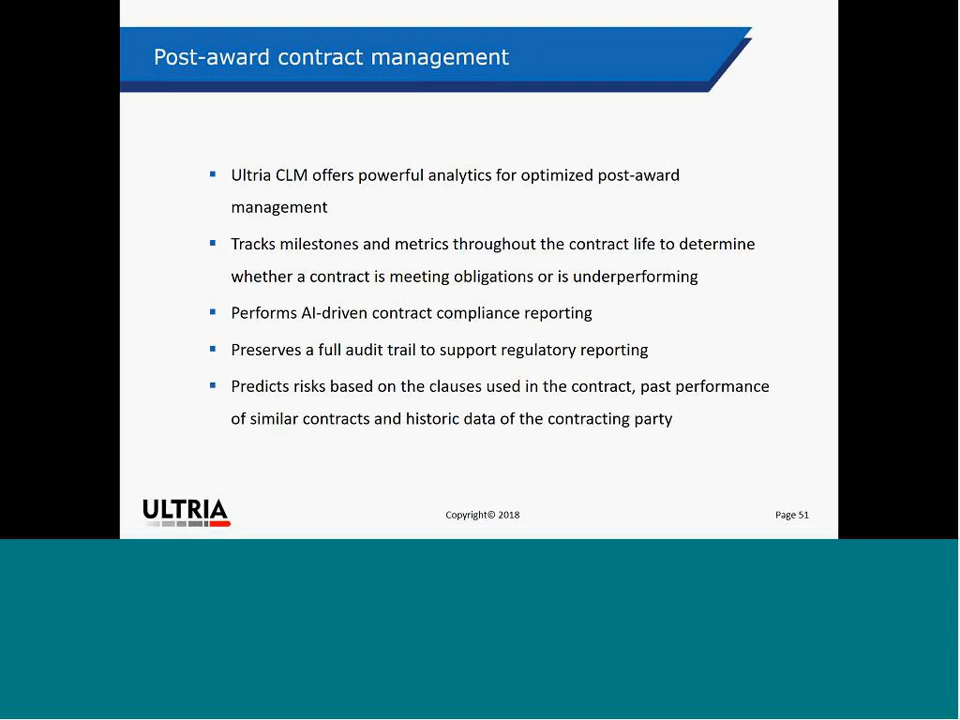 Post-award contract management
▪ Ultria CLM offers powerful analytics for optimized post-award
management
▪ Tracks milestones and metrics throughout the contract life to determine
whether a contract is meeting obligations or is underperforming
▪ Performs AI-driven contract compliance reporting
▪ Preserves a full audit trail to support regulatory reporting
▪ Predicts risks based on the clauses used in the contract, past performance
of similar contracts and historic data of the contracting party
ULTRIA
Copyright© 2018
Page 51